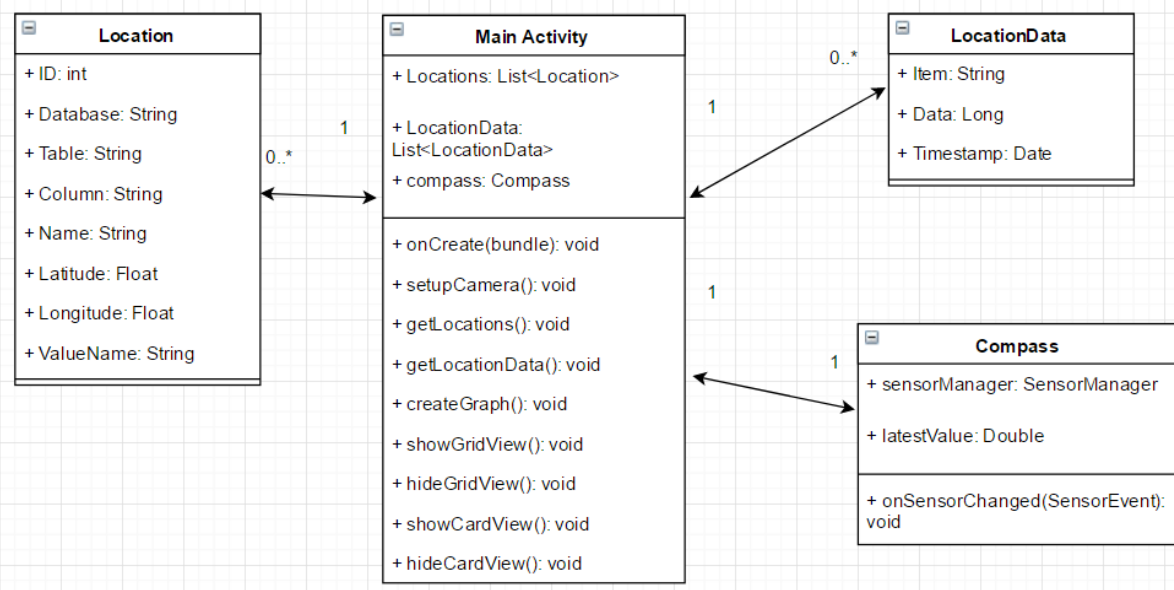 Location
+ ID: int
+ Database: String
+ Table: String
+ Column: String
+ Name: String
+ Latitude: Float
+ Longitude: Float
+ ValueName: String
1
0..*
Main Activity
+ Locations: List<Location>
+ LocationData:
List<LocationData>
+ compass: Compass
+ onCreate(bundle): void
+ setupCamera(): void
+ getLocations(): void
+ getLocationData(): void
+ createGraph(): void
+ showGridView(): void
+ hideGridView(): void
+ showCardView(): void
+ hideCardView(): void
1
0..*
LocationData
+ Item: String
+ Data: Long
+ Timestamp: Date
1
1
Compass
+ sensorManager: SensorManager
+ latestValue: Double
+ onSensorChanged(SensorEvent):
void